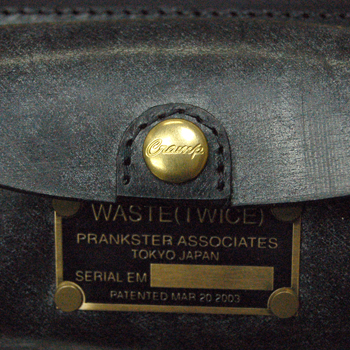 Cramp
WASTE(TWICE)
PRANKSTER ASSOCIATES
TOKYO JAPAN
SERIAL EM
PATENTED MAR 20 2003